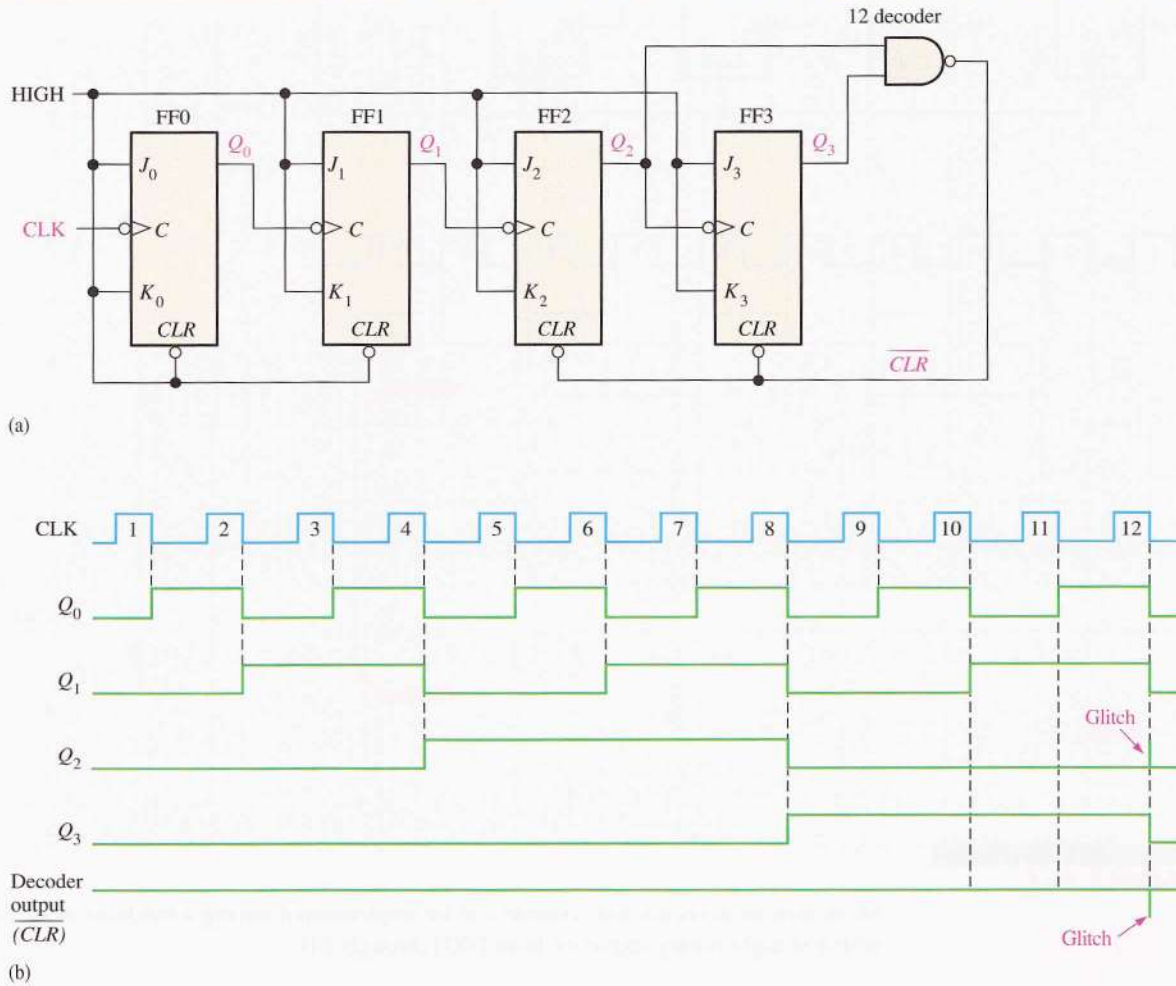 12 decoder
HIGH
FF0 FF1 FF2 FF3
Q0 Q1 Q2 Q3
J0 J1 J2 J3
CLK C C C C
K0 K1 K2 K3
CLR CLR CLR CLR
C̅L̅R̅
(a)
CLK 1 2 3 4 5 6 7 8 9 10 11 12
Q0
Q1
Glitch
Q2
Q3
Decoder
output
(C̅L̅R̅)
Glitch
(b)